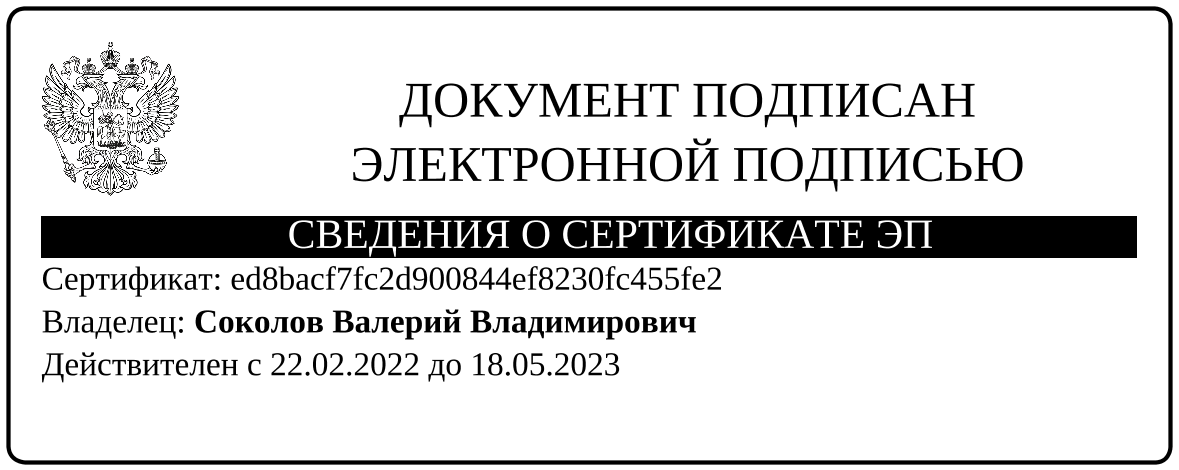 ДОКУМЕНТ ПОДПИСАН
ЭЛЕКТРОННОЙ ПОДПИСЬЮ
СВЕДЕНИЯ О СЕРТИФИКАТЕ ЭП
Сертификат: ed8bacf7fc2d900844ef8230fc455fe2
Владелец: Соколов Валерий Владимирович
Действителен с 22.02.2022 до 18.05.2023